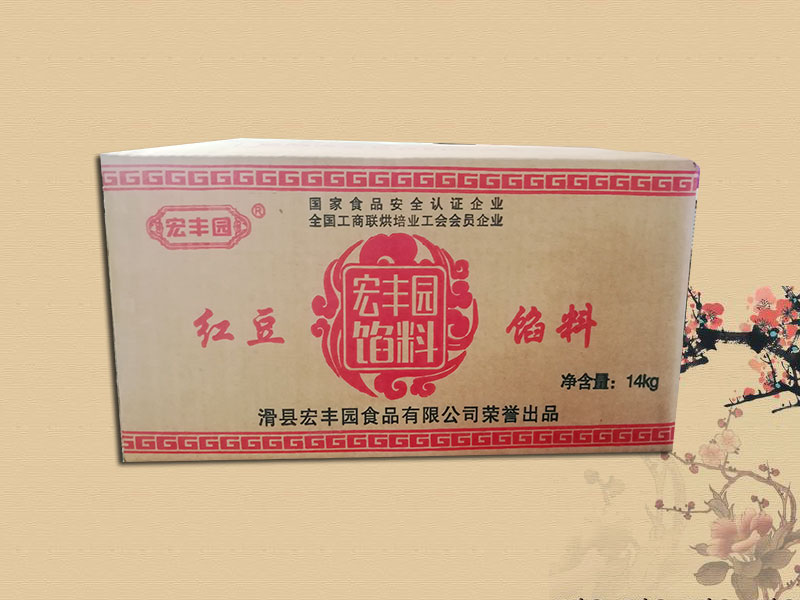 国家食品安全认证企业
全国工商联烘培业工会会员企业
宏丰园®
宏丰园
馅料
红豆
馅料
净含量：14kg
滑县宏丰园食品有限公司荣誉出品